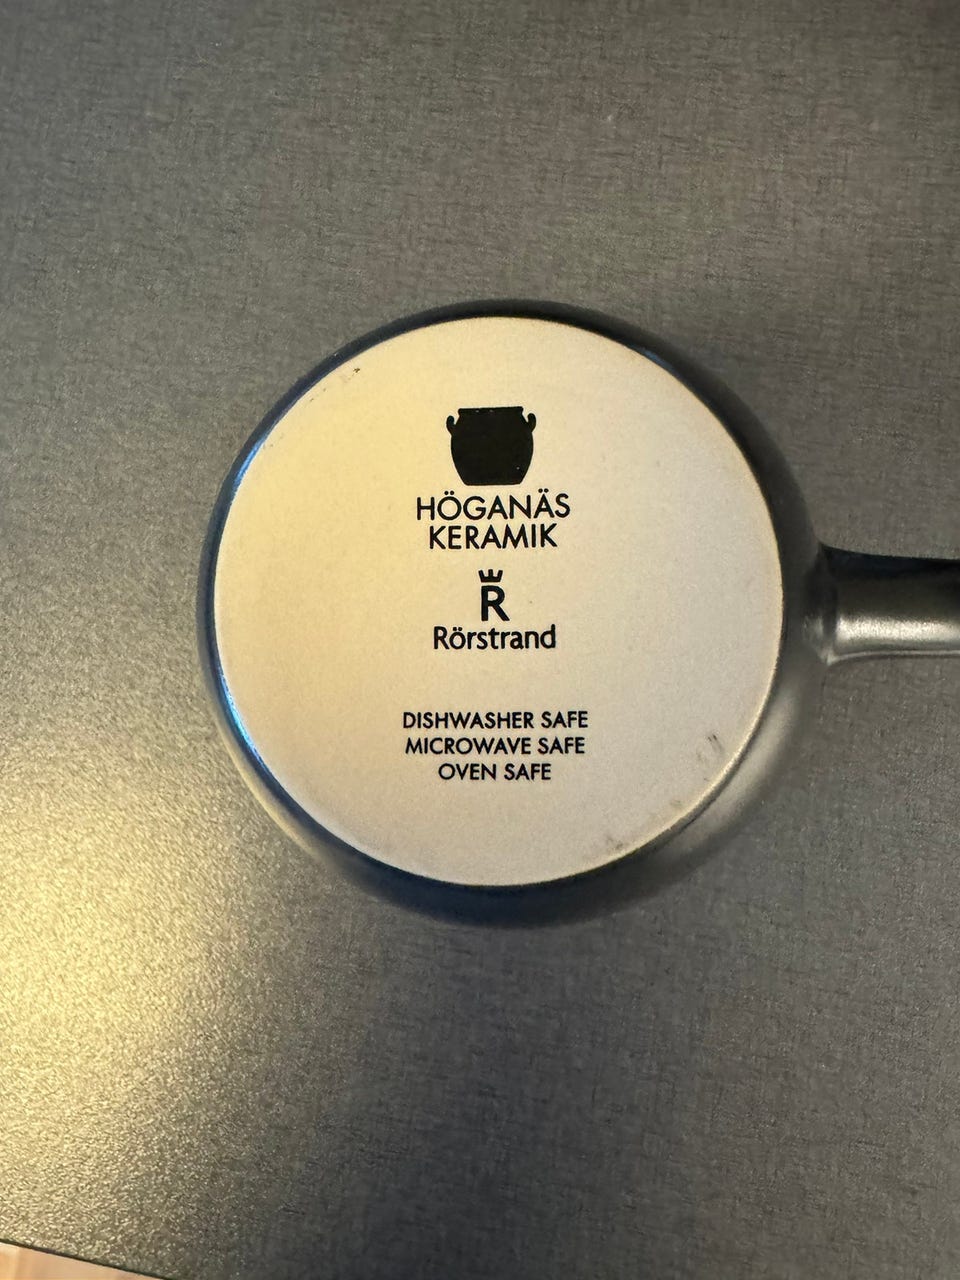 HÖGANÄS
KERAMIK
R
Rörstrand
DISHWASHER SAFE
MICROWAVE SAFE
OVEN SAFE